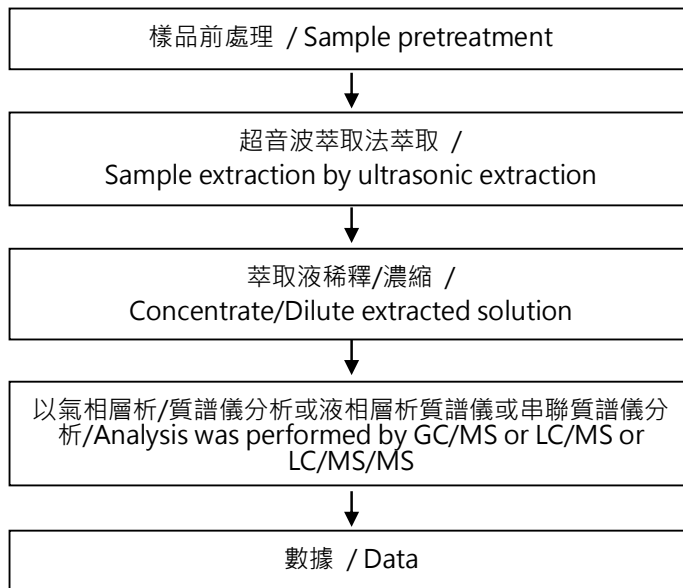 樣品前處理 / Sample pretreatment
超音波萃取法萃取 /
Sample extraction by ultrasonic extraction
萃取液稀釋/濃縮 /
Concentrate/Dilute extracted solution
以氣相層析/質譜儀分析或液相層析質譜儀或串聯質譜儀分
析/Analysis was performed by GC/MS or LC/MS or
LC/MS/MS
數據 / Data